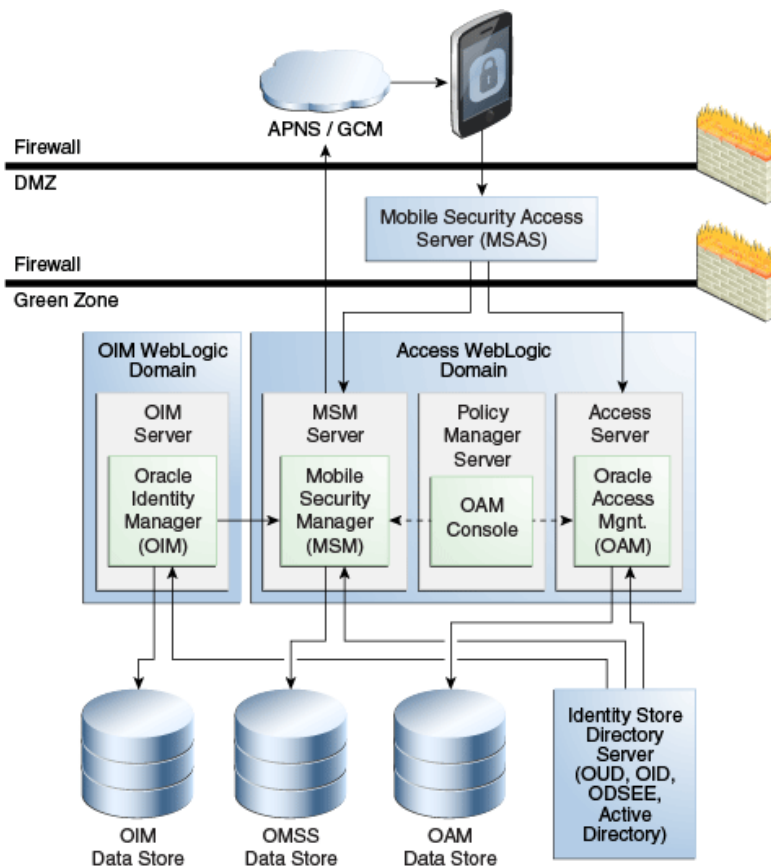 APNS / GCM
Firewall
DMZ
Mobile Security Access
Server (MSAS)
Firewall
Green Zone
OIM WebLogic
Domain
Access WebLogic
Domain
OIM
Server
MSM
Server
Policy
Manager
Server
Access
Server
Oracle
Identity
Manager
(OIM)
Mobile
Security
Manager
(MSM)
OAM
Console
Oracle
Access
Mgnt.
(OAM)
OIM
Data Store
OMSS
Data Store
OAM
Data Store
Identity Store
Directory
Server
(OUD, OID,
ODSEE,
Active
Directory)